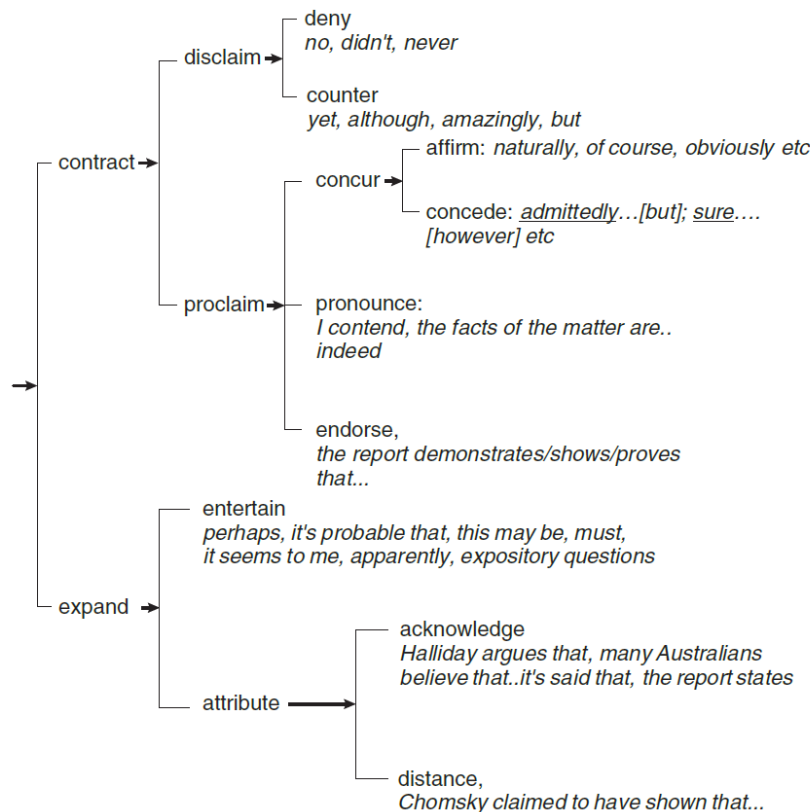 deny
no, didn't, never
disclaim
counter
yet, although, amazingly, but
affirm: naturally, of course, obviously etc
contract
concur
concede: admittedly…[but]; sure….
[however] etc
proclaim
pronounce:
I contend, the facts of the matter are..
indeed
endorse,
the report demonstrates/shows/proves
that...
entertain
perhaps, it's probable that, this may be, must,
it seems to me, apparently, expository questions
expand
acknowledge
Halliday argues that, many Australians
believe that..it's said that, the report states
attribute
distance,
Chomsky claimed to have shown that...